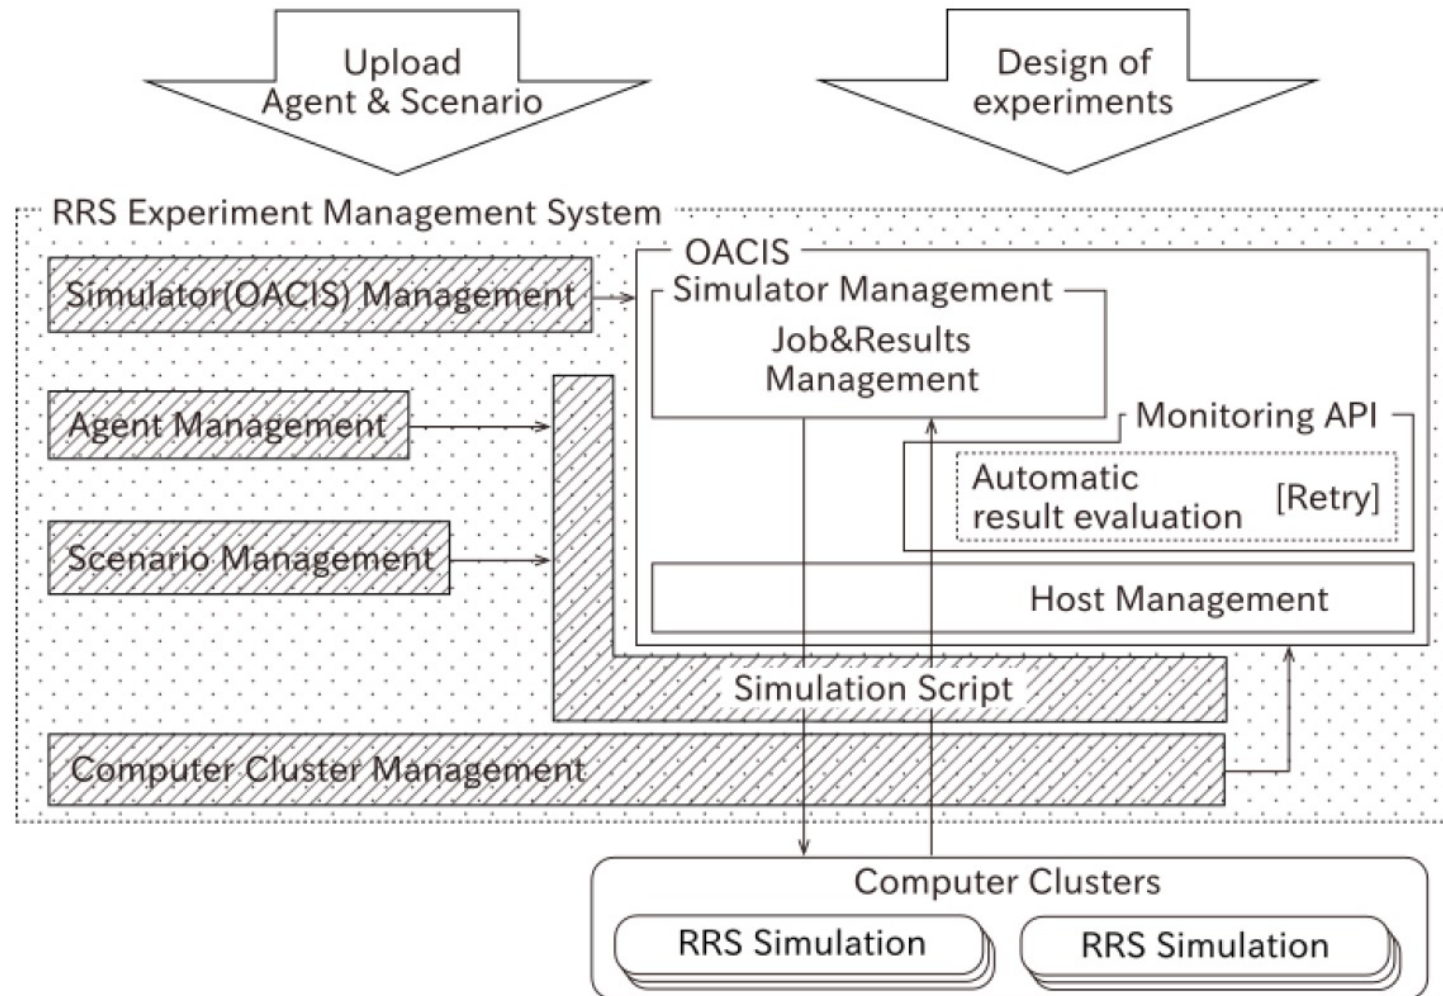 Upload
Agent & Scenario
Design of
experiments
RRS Experiment Management System
OACIS
Simulator(OACIS) Management
Simulator Management
Job&Results
Management
Agent Management
Monitoring API
Automatic
result evaluation
[Retry]
Scenario Management
Host Management
Simulation Script
Computer Cluster Management
Computer Clusters
RRS Simulation
RRS Simulation